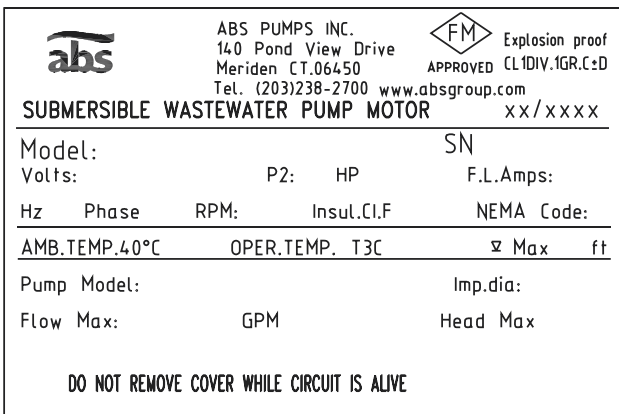 abs
ABS PUMPS INC.
140 Pond View Drive
Meriden CT.06450
Tel. (203)238-2700 www.absgroup.com
FM
APPROVED
Explosion proof
CL1DIV.1GR.C±D
SUBMERSIBLE WASTEWATER PUMP MOTOR xx/xxxx
Model: SN
Volts: P2: HP F.L.Amps:
Hz Phase RPM: Insul.Cl.F NEMA Code:
AMB.TEMP.40°C OPER.TEMP. T3C Max ft
Pump Model: Imp.dia:
Flow Max: GPM Head Max
DO NOT REMOVE COVER WHILE CIRCUIT IS ALIVE